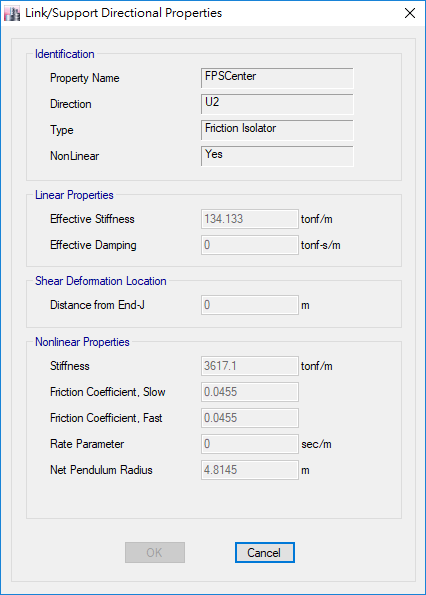 Link/Support Directional Properties
Identification
Property Name FPSCenter
Direction U2
Type Friction Isolator
NonLinear Yes
Linear Properties
Effective Stiffness 134.133 tonf/m
Effective Damping 0 tonf-s/m
Shear Deformation Location
Distance from End-J 0 m
Nonlinear Properties
Stiffness 3617.1 tonf/m
Friction Coefficient, Slow 0.0455
Friction Coefficient, Fast 0.0455
Rate Parameter 0 sec/m
Net Pendulum Radius 4.8145 m
OK Cancel